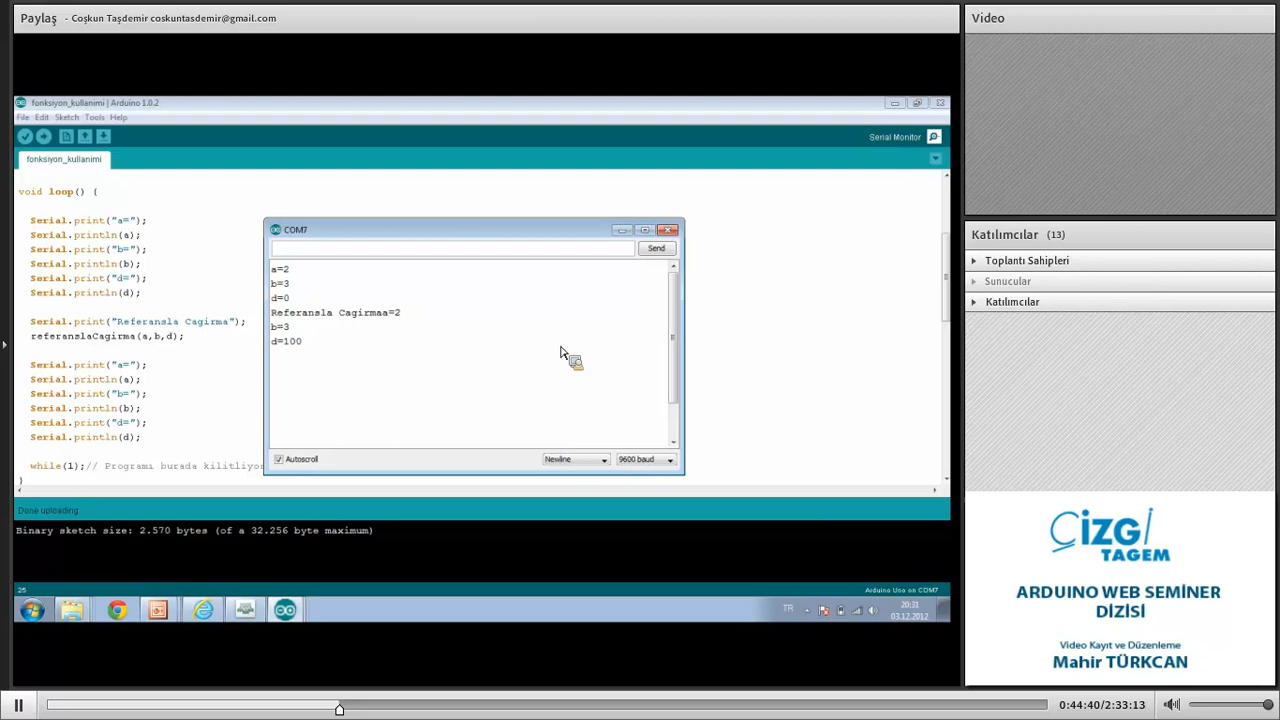 Paylaş - Coşkun Taşdemir coskuntasdemir@gmail.com
fonksiyon_kullanimi | Arduino 1.0.2
File Edit Sketch Tools Help
Serial Monitor
fonksiyon_kullanimi
void loop() {
Serial.print("a=");
Serial.println(a);
Serial.print("b=");
Serial.println(b);
Serial.print("d=");
Serial.println(d);
Serial.print("Referansla Cagirma");
referanslaCagirma(a,b,d);
Serial.print("a=");
Serial.println(a);
Serial.print("b=");
Serial.println(b);
Serial.print("d=");
Serial.println(d);
while(1);// Programı burada kilitliyor
}
COM7
Send
a=2
b=3
d=0
Referansla Cagirmaa=2
b=3
d=100
Autoscroll
Newline
9600 baud
Done uploading.
Binary sketch size: 2.570 bytes (of a 32.256 byte maximum)
25
Arduino Uno on COM7
TR
20:31
03.12.2012
Video
Katılımcılar (13)
Toplantı Sahipleri
Sunucular
Katılımcılar
ÇİZGİ
TAGEM
ARDUINO WEB SEMİNER
DİZİSİ
Video Kayıt ve Düzenleme
Mahir TÜRKCAN
0:44:40/2:33:13